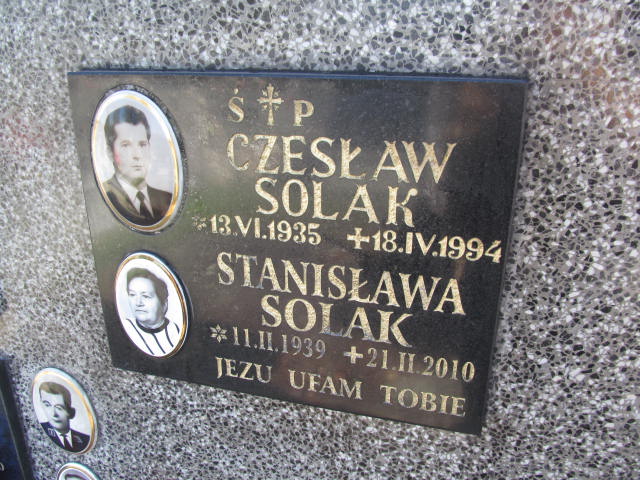 Ś † P
CZESŁAW
SOLAK
*13.VI.1935 +18.IV.1994
STANISŁAWA
SOLAK
*11.II.1939 +21.II.2010
JEZU UFAM TOBIE